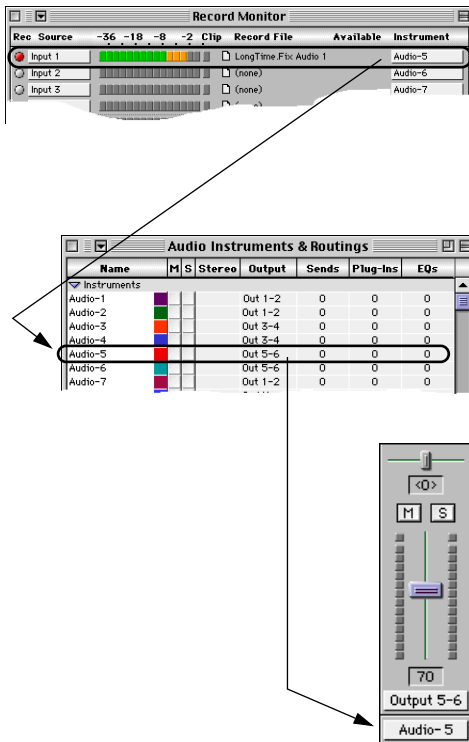 Record Monitor
Rec Source -36 -18 -8 -2 Clip Record File Available Instrument
Input 1 LongTime.Fix Audio 1 Audio-5
Input 2 (none) Audio-6
Input 3 (none) Audio-7
Audio Instruments & Routings
Name M S Stereo Output Sends Plug-Ins EQs
Instruments
Audio-1 Out 1-2 0 0 0
Audio-2 Out 1-2 0 0 0
Audio-3 Out 3-4 0 0 0
Audio-4 Out 3-4 0 0 0
Audio-5 Out 5-6 0 0 0
Audio-6 Out 5-6 0 0 0
Audio-7 Out 1-2 0 0 0
<0>
M S
70
Output 5-6
Audio-5